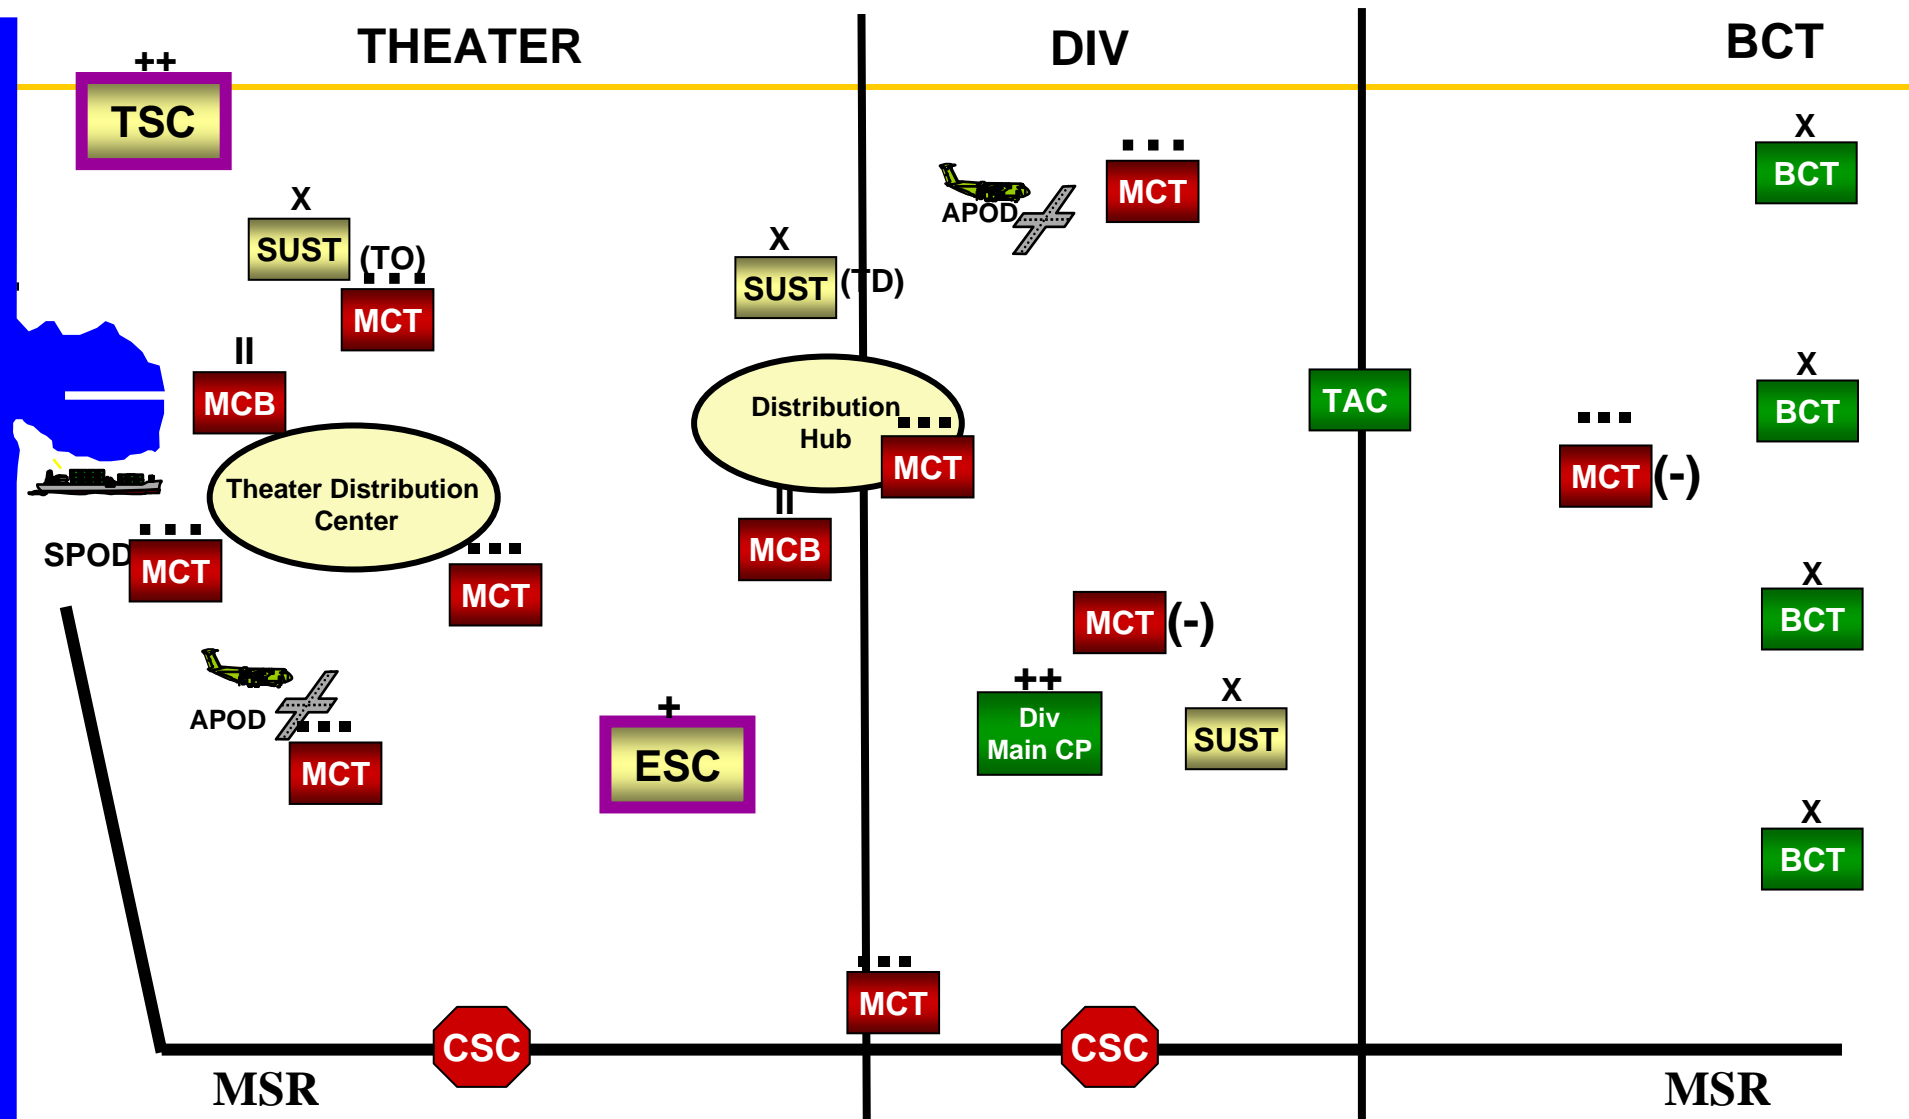 THEATER
DIV
BCT
++
TSC
X
SUST
(TO)
MCT
II
MCB
Theater Distribution
Center
SPOD
MCT
MCT
APOD
MCT
X
SUST
(TD)
Distribution
Hub
MCT
II
MCB
+
ESC
APOD
MCT
MCT
(-)
++
Div
Main CP
X
SUST
TAC
MCT
(-)
X
BCT
X
BCT
X
BCT
X
BCT
MCT
CSC
CSC
MSR
MSR